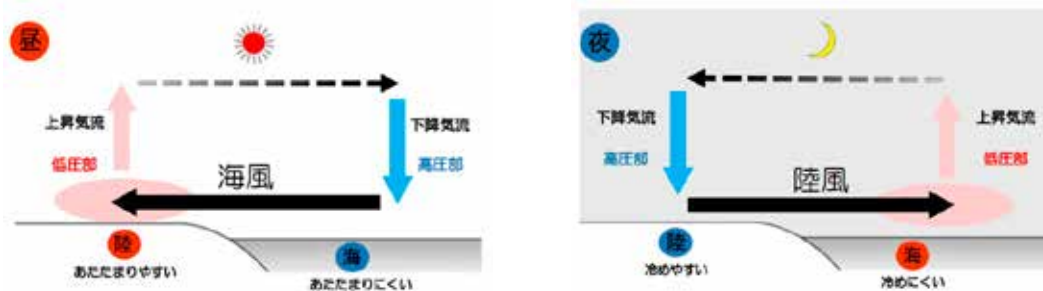 昼
上昇気流
低圧部
下降気流
高圧部
海風
陸
あたたまりやすい
海
あたたまりにくい
夜
下降気流
高圧部
上昇気流
低圧部
陸風
陸
冷めやすい
海
冷めにくい